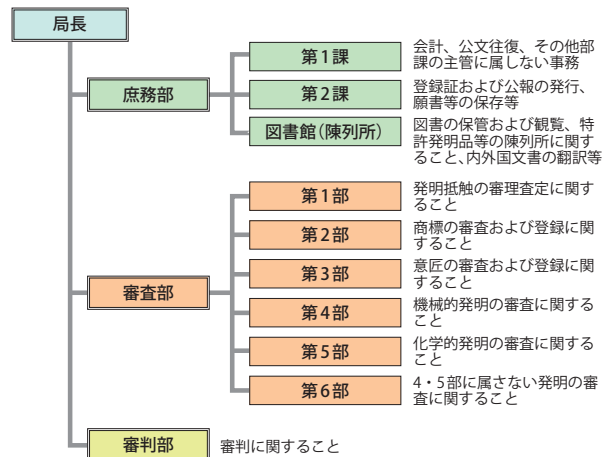 局長
庶務部
第1課
会計、公文往復、その他部
課の主管に属しない事務
第2課
登録証および公報の発行、
願書等の保存等
図書館（陳列所）
図書の保管および観覧、特
許発明品等の陳列所に関す
ること、内外国文書の翻訳等
審査部
第1部
発明抵触の審理査定に関す
ること
第2部
商標の審査および登録に関
すること
第3部
意匠の審査および登録に関
すること
第4部
機械的発明の審査に関する
こと
第5部
化学的発明の審査に関する
こと
第6部
4・5部に属さない発明の審
査に関すること
審判部
審判に関すること